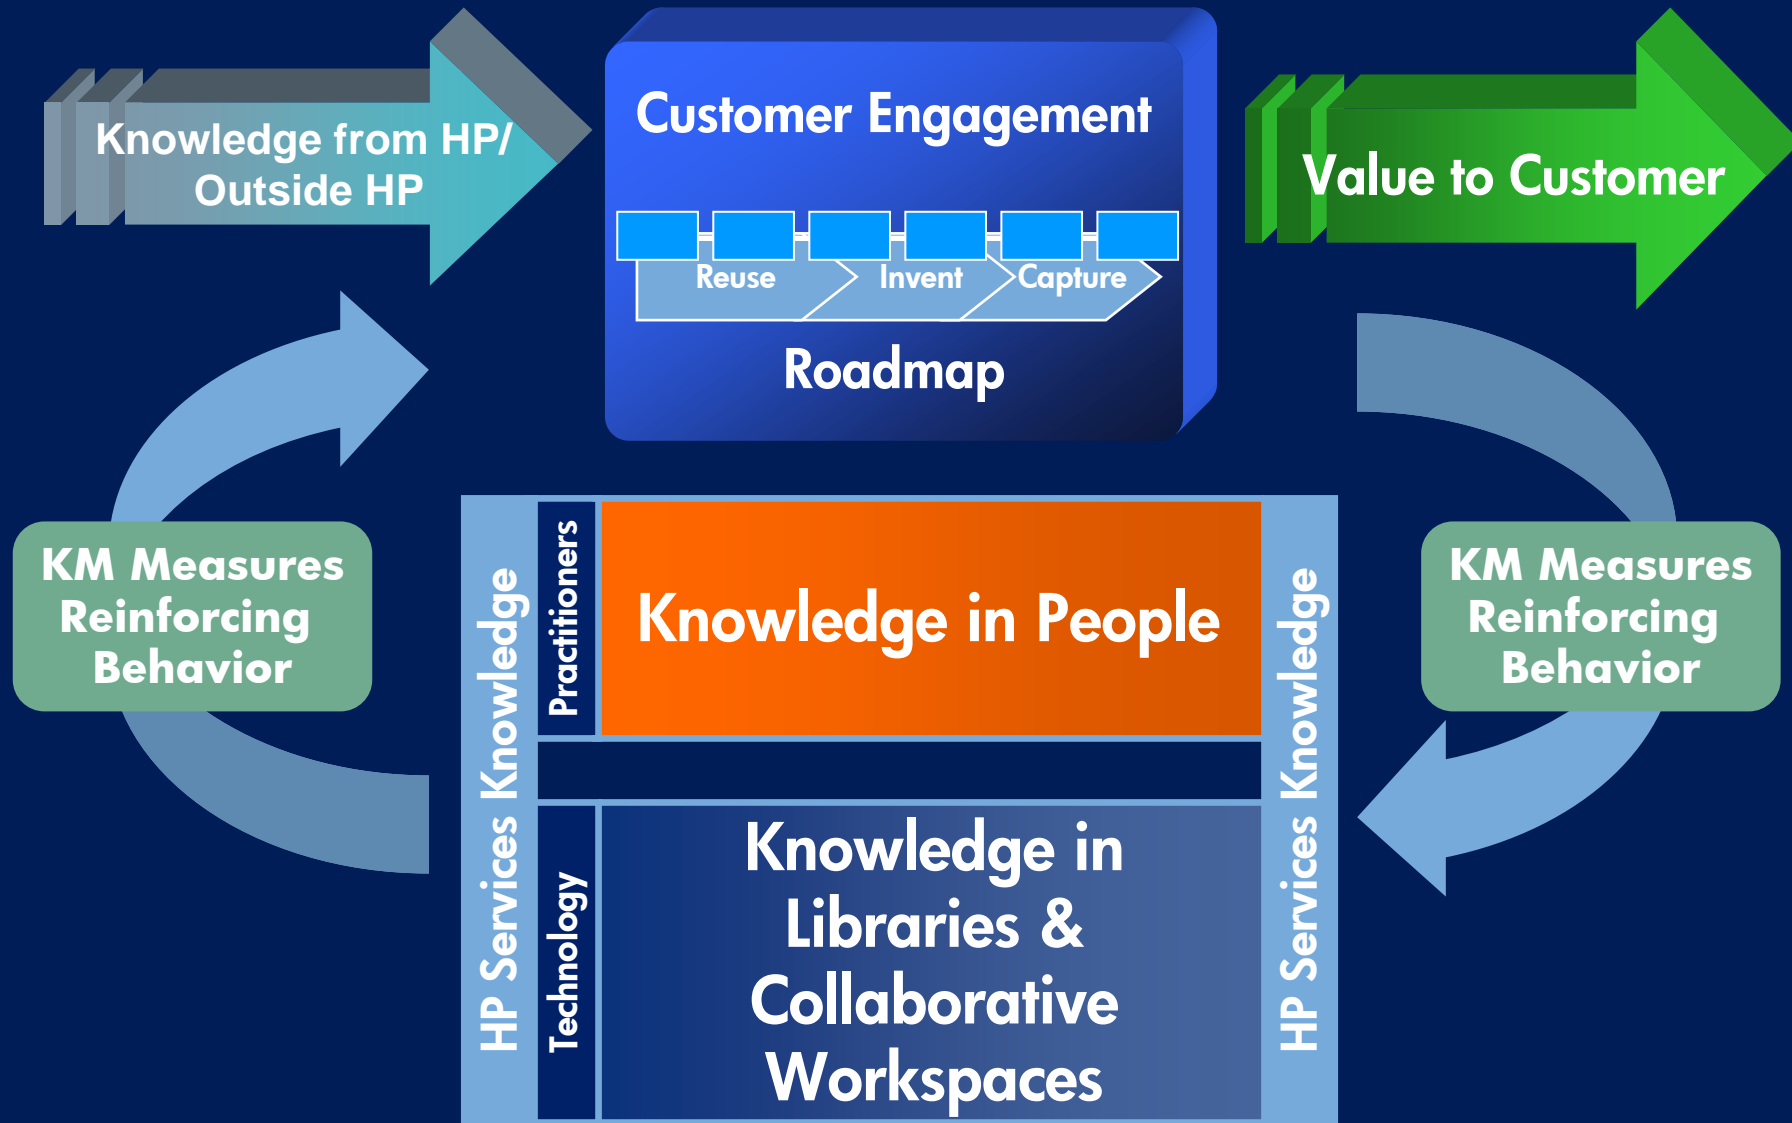 Knowledge from HP/
Outside HP
Customer Engagement
Reuse
Invent
Capture
Roadmap
Value to Customer
KM Measures
Reinforcing
Behavior
HP Services Knowledge
Practitioners
Knowledge in People
Technology
Knowledge in
Libraries &
Collaborative
Workspaces
HP Services Knowledge
KM Measures
Reinforcing
Behavior